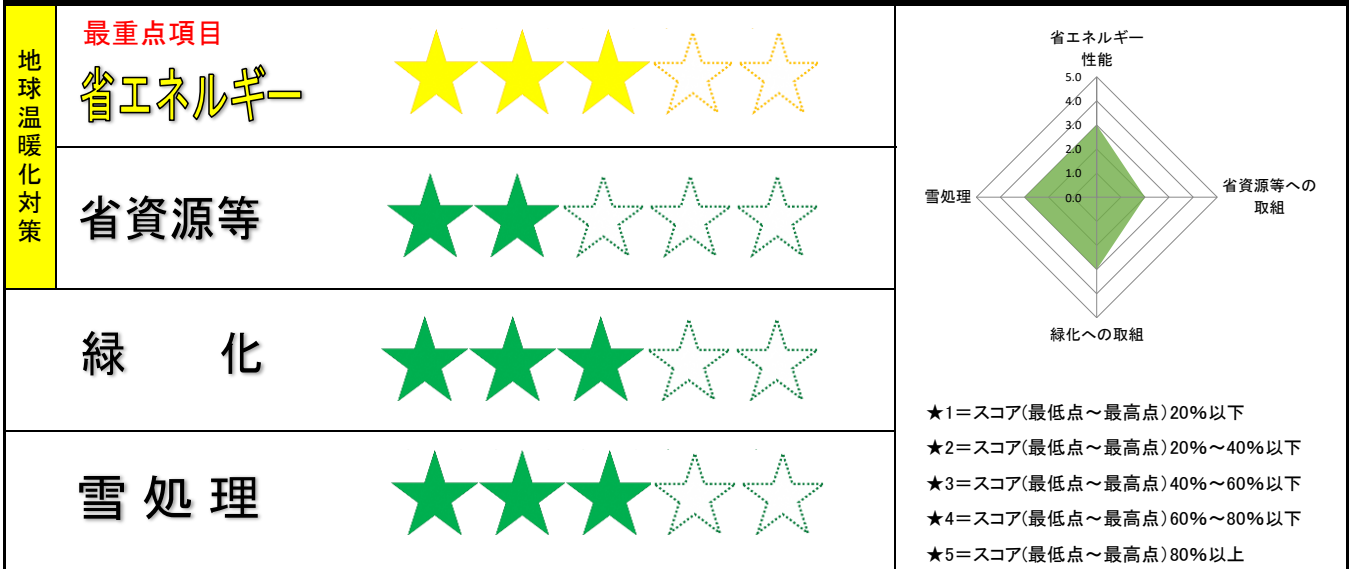 地球温暖化対策
最重点項目
省エネルギー
省資源等
緑 化
雪処理
省エネルギー
性能
5.0
4.0
3.0
2.0
1.0
0.0
雪処理
省資源等への
取組
緑化への取組
★1＝スコア(最低点～最高点)20%以下
★2＝スコア(最低点～最高点)20%～40%以下
★3＝スコア(最低点～最高点)40%～60%以下
★4＝スコア(最低点～最高点)60%～80%以下
★5＝スコア(最低点～最高点)80%以上